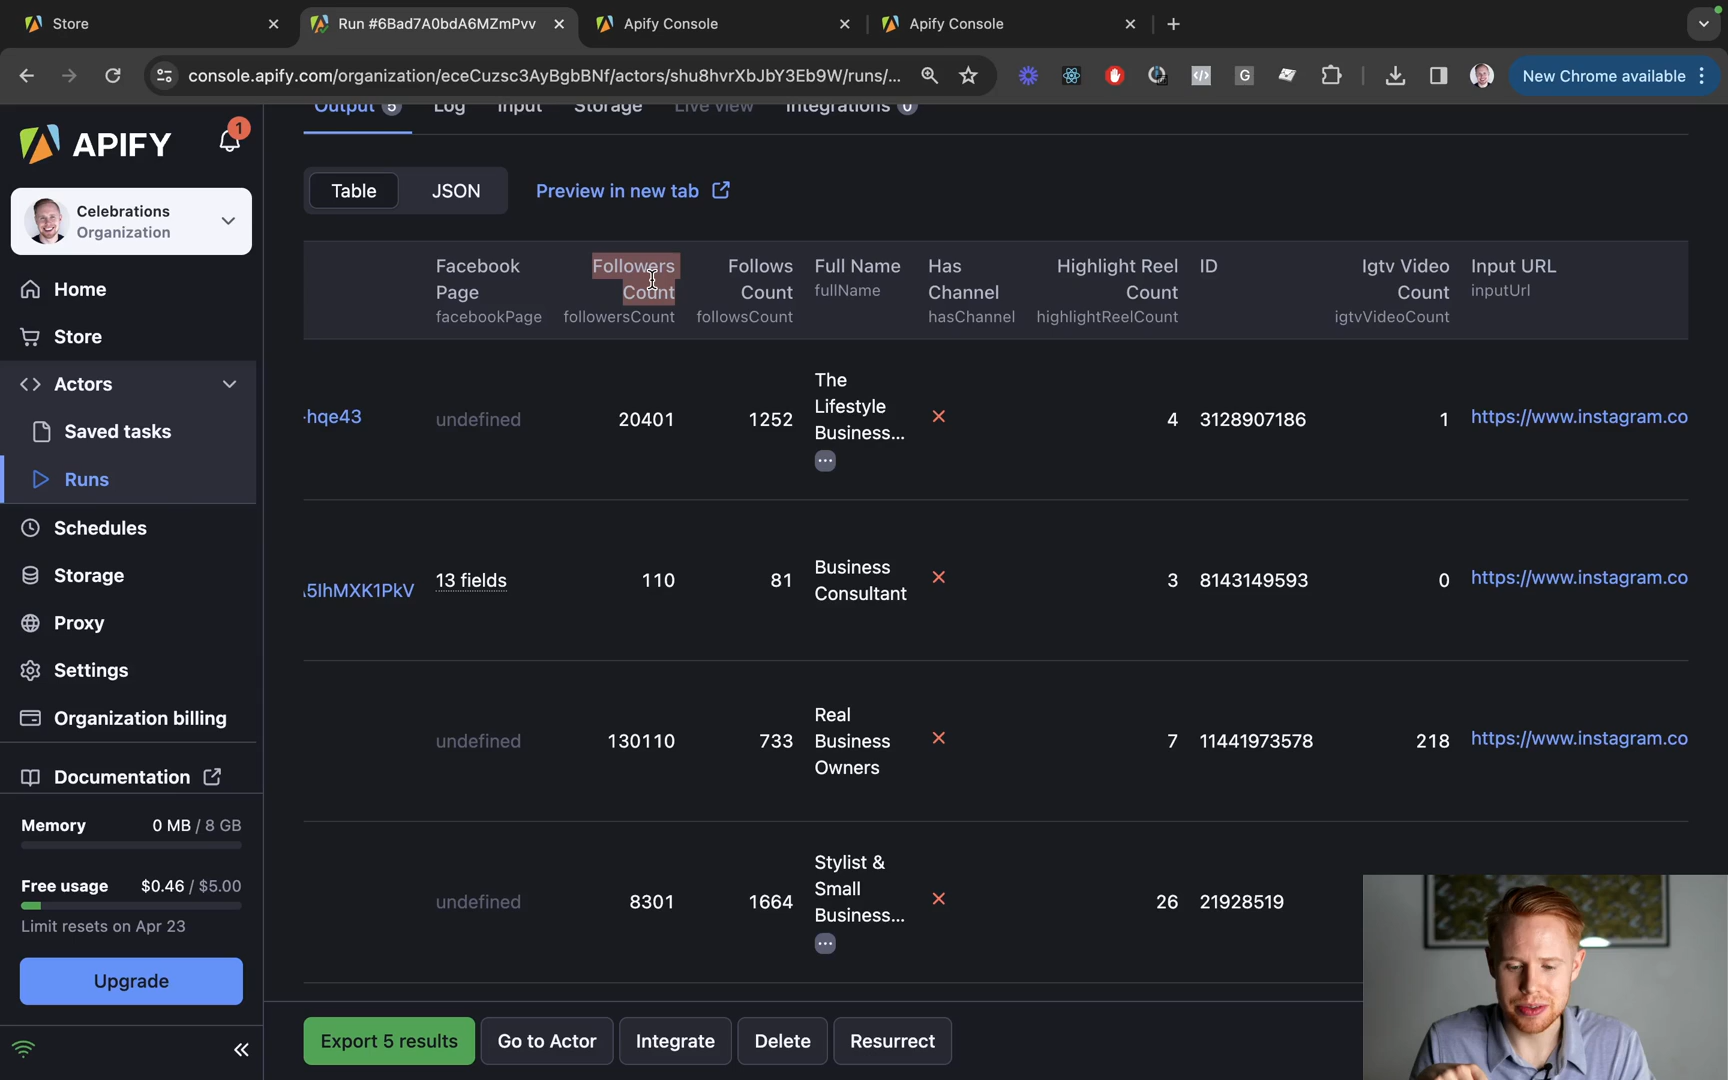 Store
Run #6Bad7A0bdA6MZmPvv
Apify Console
Apify Console
console.apify.com/organization/eceCuzsc3AyBgbBNf/actors/shu8hvrXbJbY3Eb9W/runs/...
New Chrome available
APIFY
1
Celebrations
Organization
Home
Store
Actors
Saved tasks
Runs
Schedules
Storage
Proxy
Settings
Organization billing
Documentation
Memory 0 MB / 8 GB
Free usage $0.46 / $5.00
Limit resets on Apr 23
Upgrade
Output 5 Log Input Storage Live view Integrations 0
Table JSON Preview in new tab
Facebook Page facebookPage
Followers Count followersCount
Follows Count followsCount
Full Name fullName
Has Channel hasChannel
Highlight Reel Count highlightReelCount
ID
Igtv Video Count igtvVideoCount
Input URL inputUrl
-hqe43 undefined 20401 1252 The Lifestyle Business... 4 3128907186 1 https://www.instagram.co
5IhMXK1PkV 13 fields 110 81 Business Consultant 3 8143149593 0 https://www.instagram.co
undefined 130110 733 Real Business Owners 7 11441973578 218 https://www.instagram.co
undefined 8301 1664 Stylist & Small Business... 26 21928519
Export 5 results Go to Actor Integrate Delete Resurrect